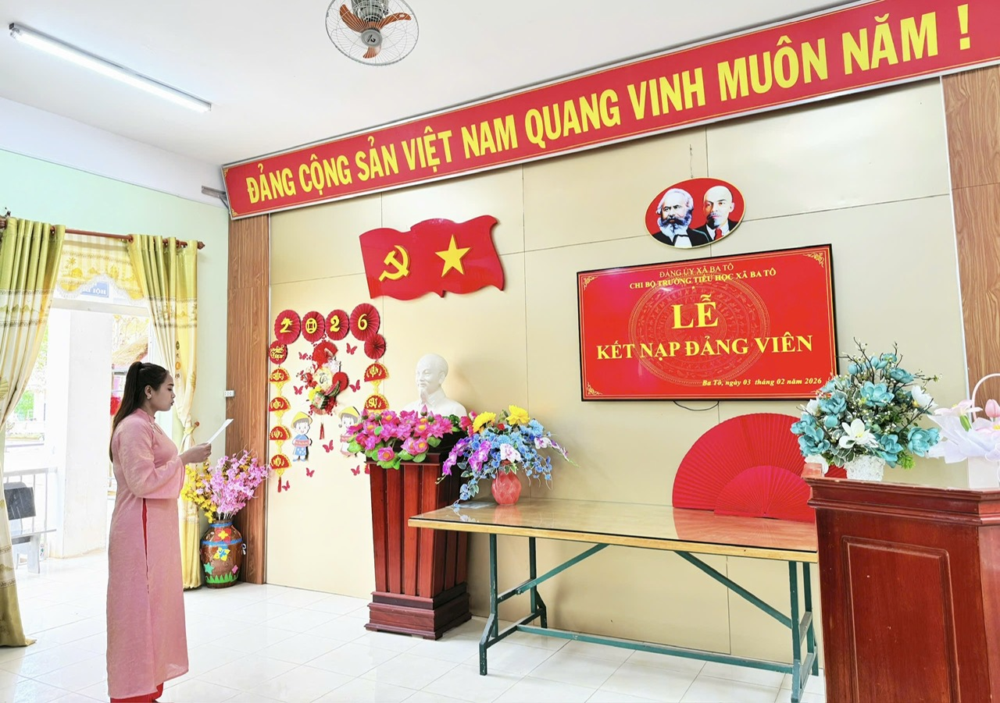 ĐẢNG CỘNG SẢN VIỆT NAM QUANG VINH MUÔN NĂM !
ĐẢNG ỦY XÃ BA TÔ
CHI BỘ TRƯỜNG TIỂU HỌC XÃ BA TÔ
LỄ
KẾT NẠP ĐẢNG VIÊN
Ba Tô, ngày 03 tháng 02 năm 2026
2026
SỰ